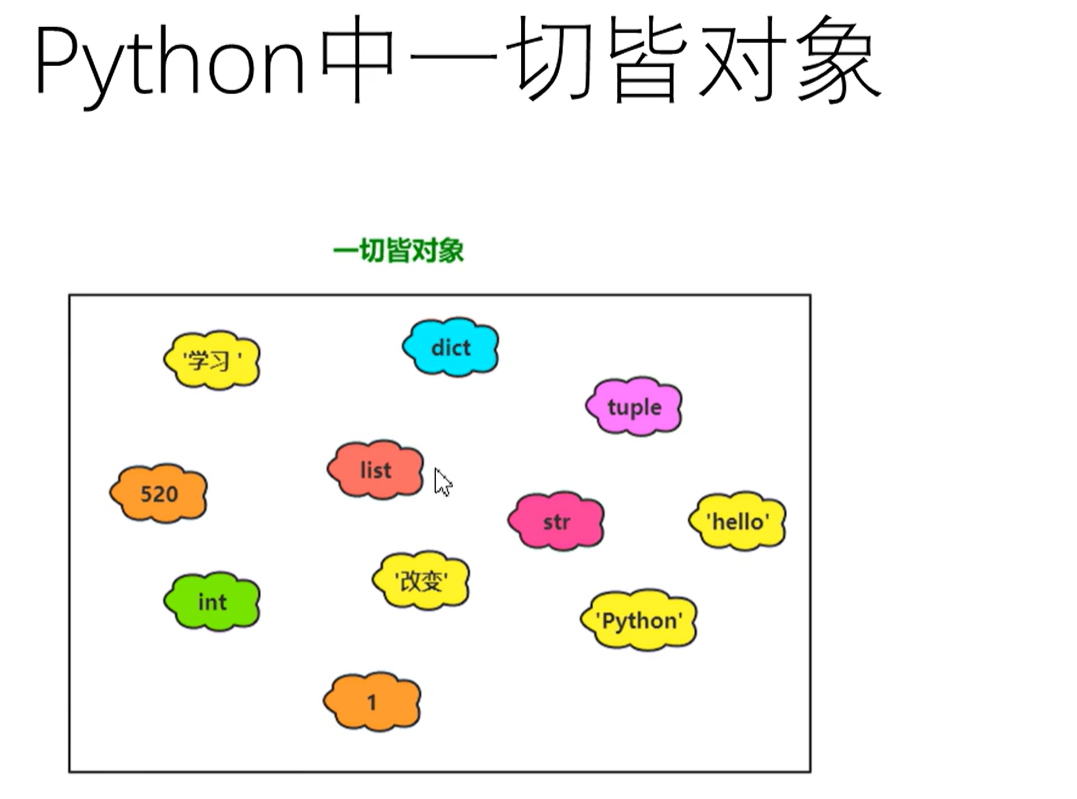 Python中一切皆对象
一切皆对象
'学习 '
dict
tuple
list
520
str
'hello'
'改变'
int
'Python'
1